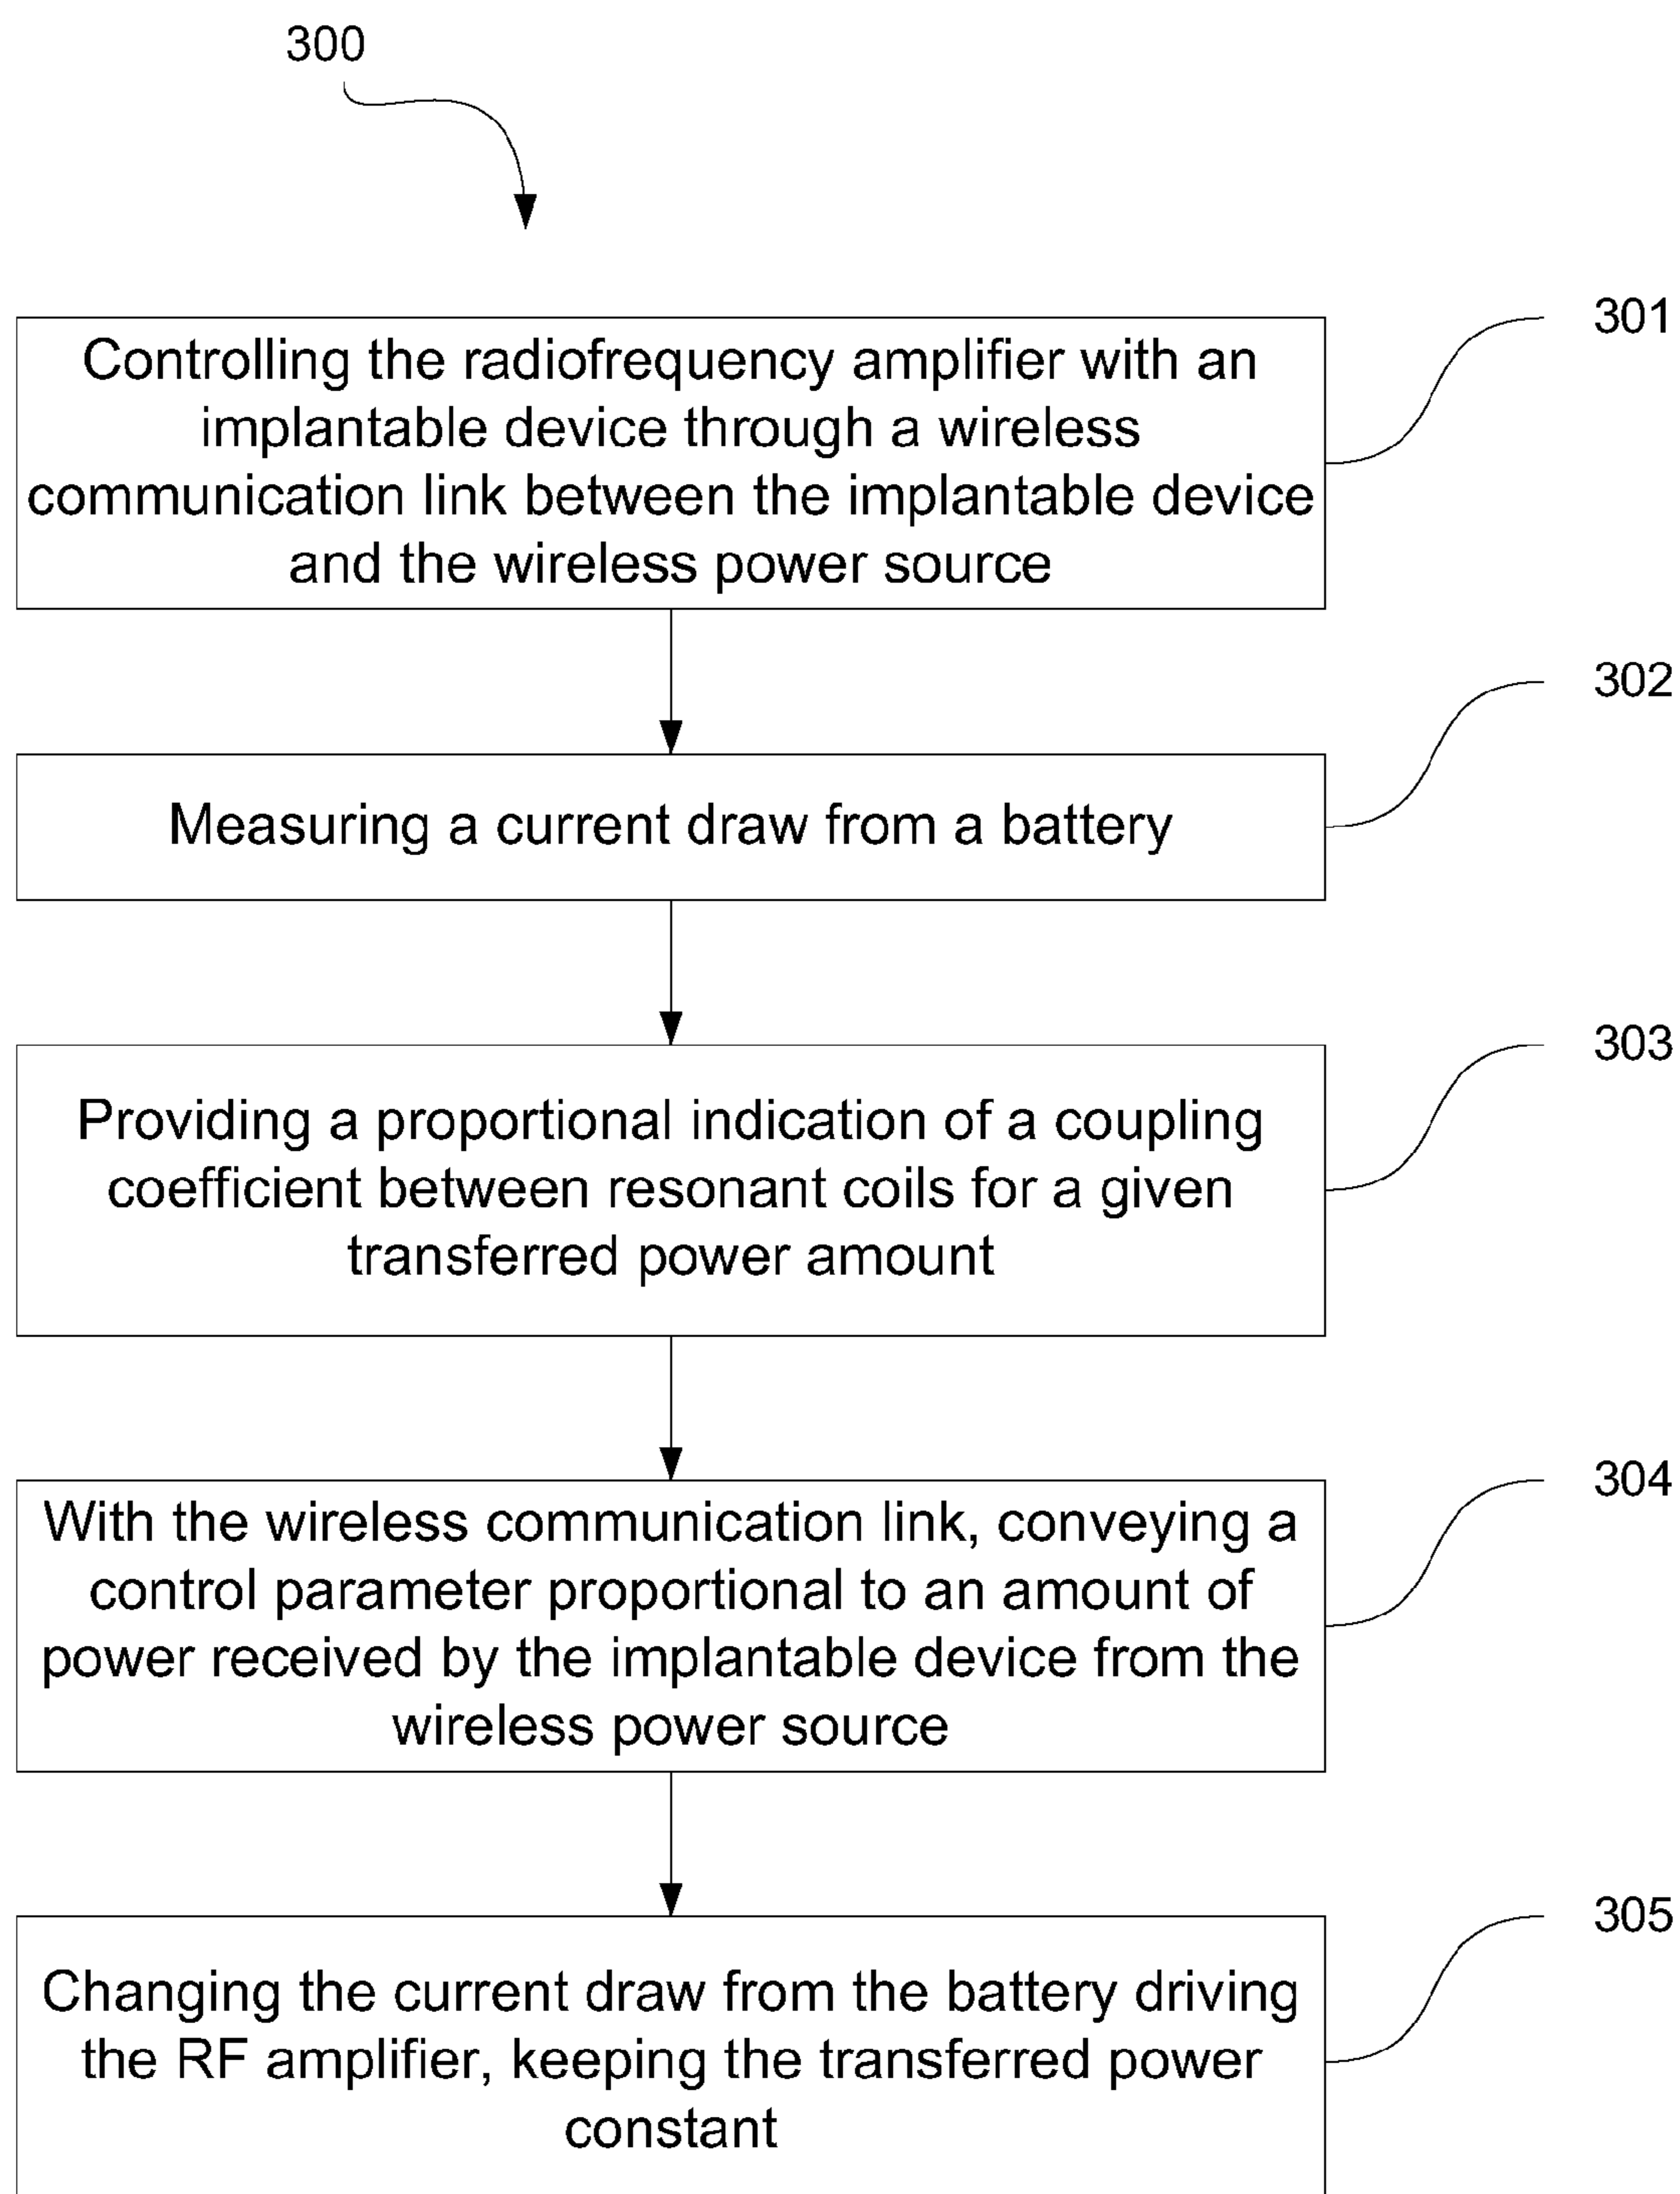 300
301
Controlling the radiofrequency amplifier with an
implantable device through a wireless
communication link between the implantable device
and the wireless power source
302
Measuring a current draw from a battery
303
Providing a proportional indication of a coupling
coefficient between resonant coils for a given
transferred power amount
304
With the wireless communication link, conveying a
control parameter proportional to an amount of
power received by the implantable device from the
wireless power source
305
Changing the current draw from the battery driving
the RF amplifier, keeping the transferred power
constant